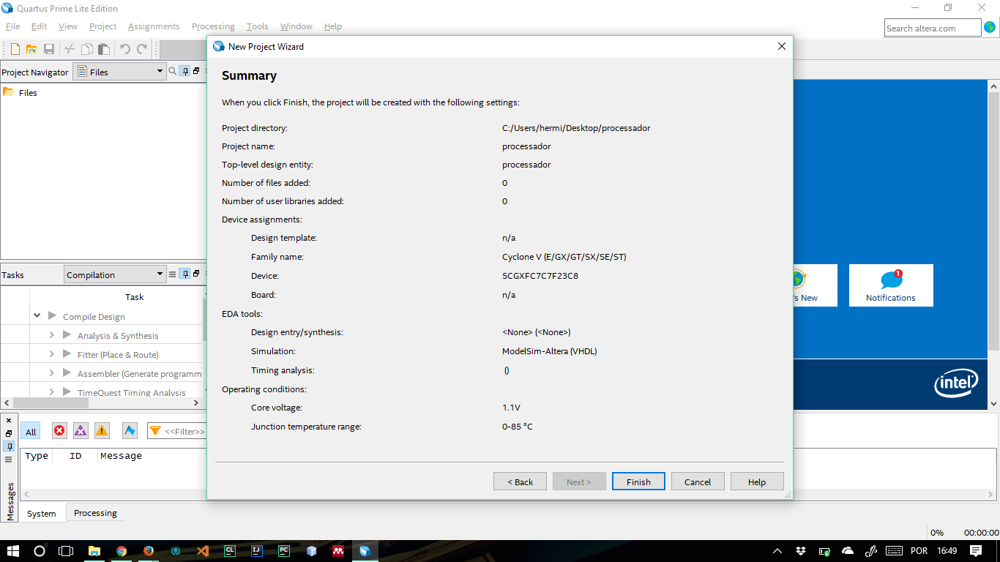 Quartus Prime Lite Edition
File Edit View Project Assignments Processing Tools Window Help
Search altera.com
Project Navigator Files
Files
Tasks Compilation
Task
Compile Design
Analysis & Synthesis
Fitter (Place & Route)
Assembler (Generate programm
TimeQuest Timing Analysis
New Project Wizard
Summary
When you click Finish, the project will be created with the following settings:
Project directory: C:/Users/hermi/Desktop/processador
Project name: processador
Top-level design entity: processador
Number of files added: 0
Number of user libraries added: 0
Device assignments:
Design template: n/a
Family name: Cyclone V (E/GX/GT/SX/SE/ST)
Device: 5CGXFC7C7F23C8
Board: n/a
EDA tools:
Design entry/synthesis: <None> (<None>)
Simulation: ModelSim-Altera (VHDL)
Timing analysis: ()
Operating conditions:
Core voltage: 1.1V
Junction temperature range: 0-85 °C
< Back Next > Finish Cancel Help
's New
1
Notifications
intel
All <<Filter>>
Type ID Message
Messages
System Processing
0% 00:00:00
CL IJ PC
POR 16:49